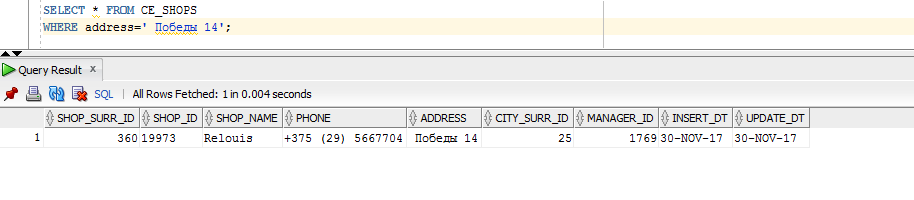 SELECT * FROM CE_SHOPS
WHERE address=' Победы 14';
Query Result x
SQL | All Rows Fetched: 1 in 0.004 seconds
SHOP_SURR_ID SHOP_ID SHOP_NAME PHONE ADDRESS CITY_SURR_ID MANAGER_ID INSERT_DT UPDATE_DT
1 360 19973 Relouis +375 (29) 5667704 Победы 14 25 1769 30-NOV-17 30-NOV-17